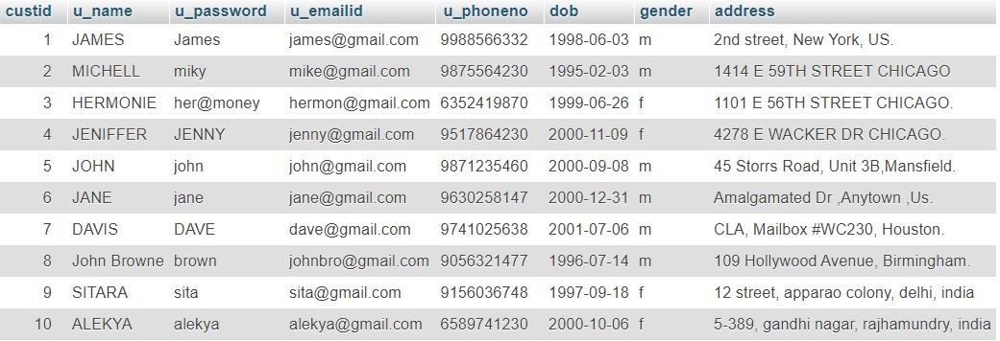 custid u_name u_password u_emailid u_phoneno dob gender address
1 JAMES James james@gmail.com 9988566332 1998-06-03 m 2nd street, New York, US.
2 MICHELL miky mike@gmail.com 9875564230 1995-02-03 m 1414 E 59TH STREET CHICAGO
3 HERMONIE her@money hermon@gmail.com 6352419870 1999-06-26 f 1101 E 56TH STREET CHICAGO.
4 JENIFFER JENNY jenny@gmail.com 9517864230 2000-11-09 f 4278 E WACKER DR CHICAGO.
5 JOHN john john@gmail.com 9871235460 2000-09-08 m 45 Storrs Road, Unit 3B,Mansfield.
6 JANE jane jane@gmail.com 9630258147 2000-12-31 m Amalgamated Dr ,Anytown ,Us.
7 DAVIS DAVE dave@gmail.com 9741025638 2001-07-06 m CLA, Mailbox #WC230, Houston.
8 John Browne brown johnbro@gmail.com 9056321477 1996-07-14 m 109 Hollywood Avenue, Birmingham.
9 SITARA sita sita@gmail.com 9156036748 1997-09-18 f 12 street, apparao colony, delhi, india
10 ALEKYA alekya alekya@gmail.com 6589741230 2000-10-06 f 5-389, gandhi nagar, rajhamundry, india